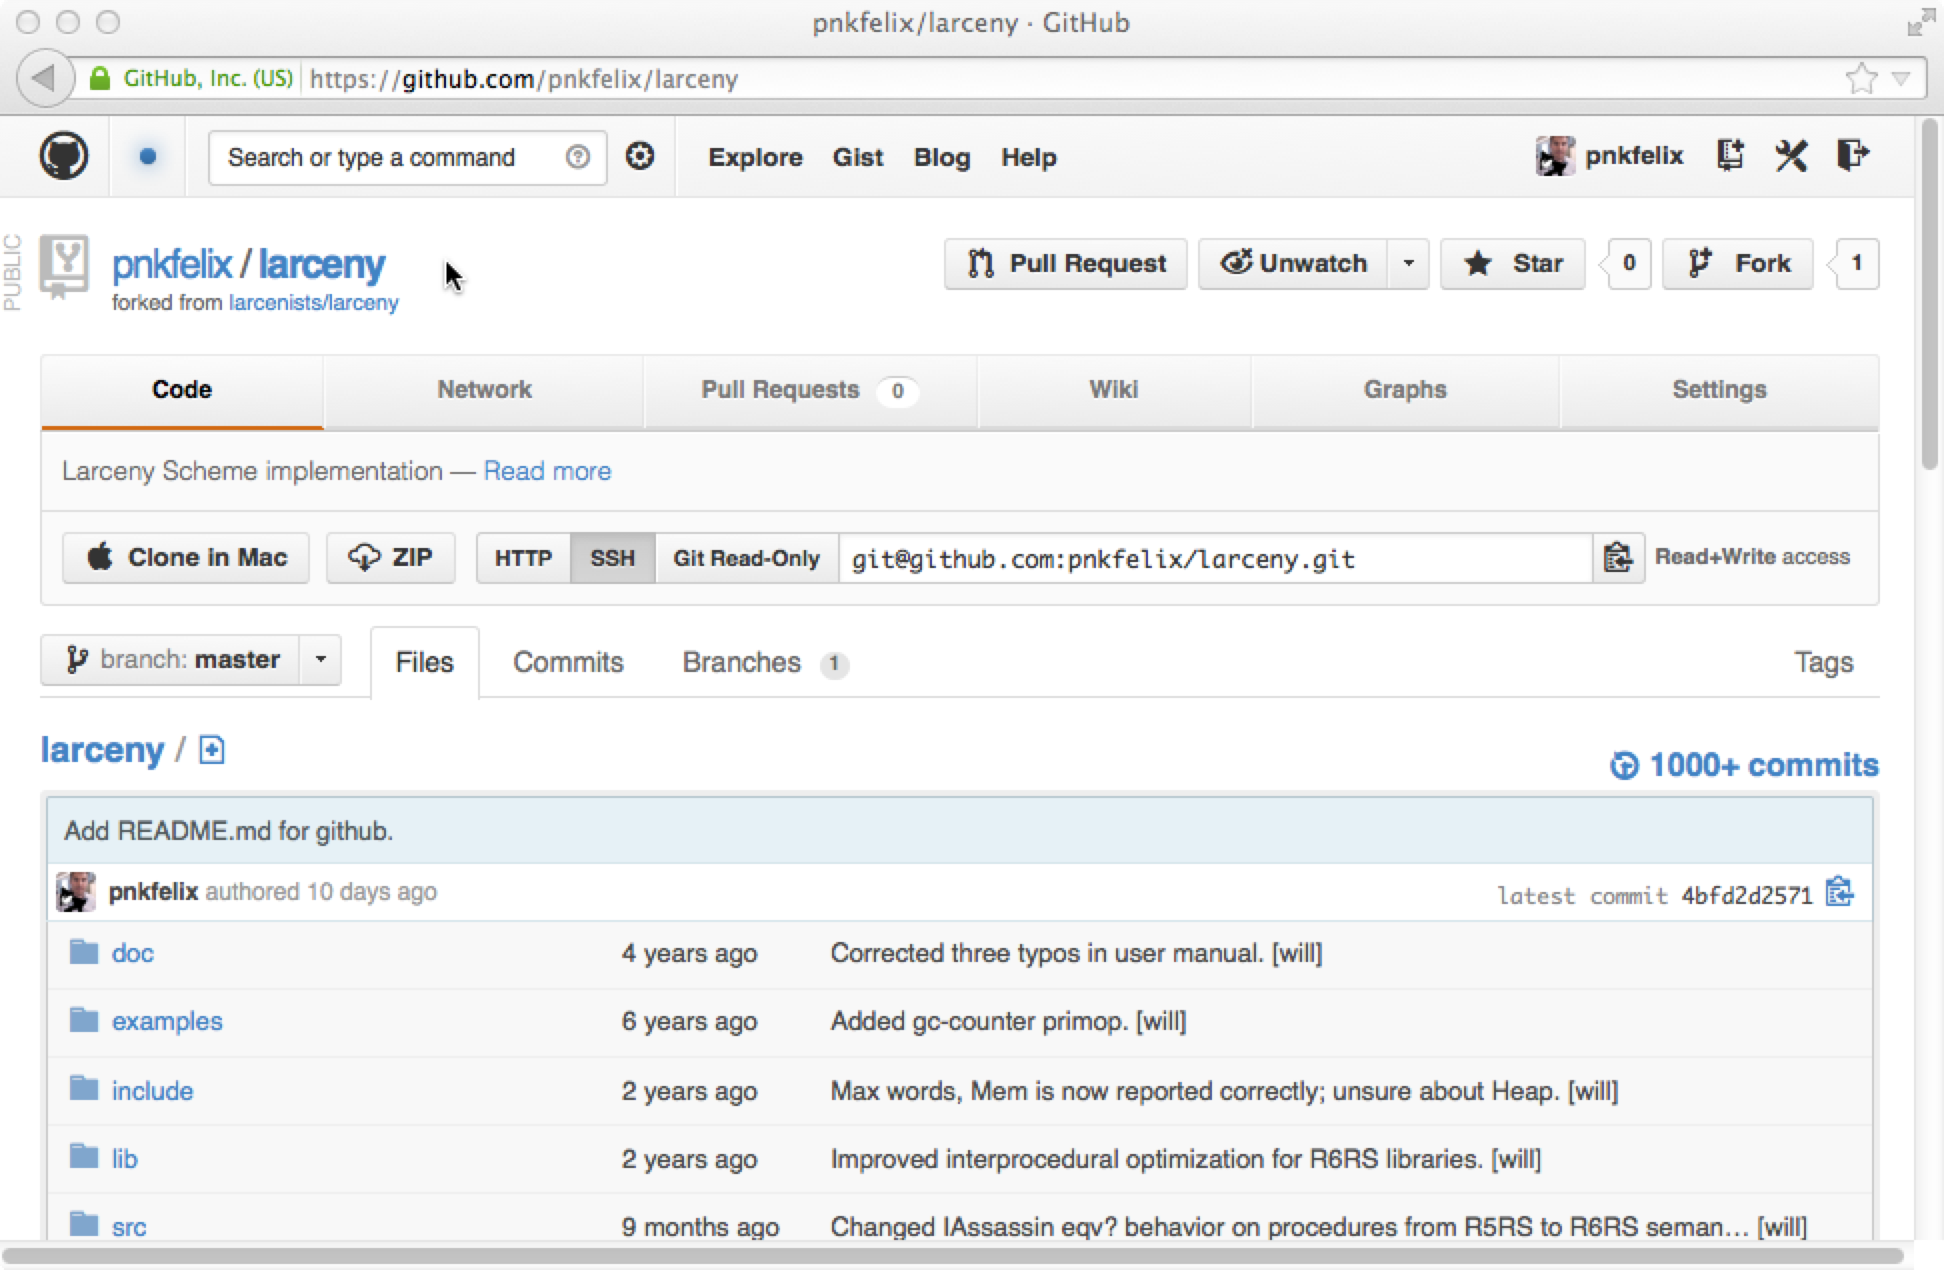 pnkfelix/larceny · GitHub
GitHub, Inc. (US) https://github.com/pnkfelix/larceny
Search or type a command Explore Gist Blog Help pnkfelix
PUBLIC
pnkfelix / larceny Pull Request Unwatch Star 0 Fork 1
forked from larcenists/larceny
Code Network Pull Requests 0 Wiki Graphs Settings
Larceny Scheme implementation — Read more
Clone in Mac ZIP HTTP SSH Git Read-Only git@github.com:pnkfelix/larceny.git Read+Write access
branch: master Files Commits Branches 1 Tags
larceny / 1000+ commits
Add README.md for github.
pnkfelix authored 10 days ago latest commit 4bfd2d2571
doc 4 years ago Corrected three typos in user manual. [will]
examples 6 years ago Added gc-counter primop. [will]
include 2 years ago Max words, Mem is now reported correctly; unsure about Heap. [will]
lib 2 years ago Improved interprocedural optimization for R6RS libraries. [will]
src 9 months ago Changed IAssassin eqv? behavior on procedures from R5RS to R6RS seman… [will]